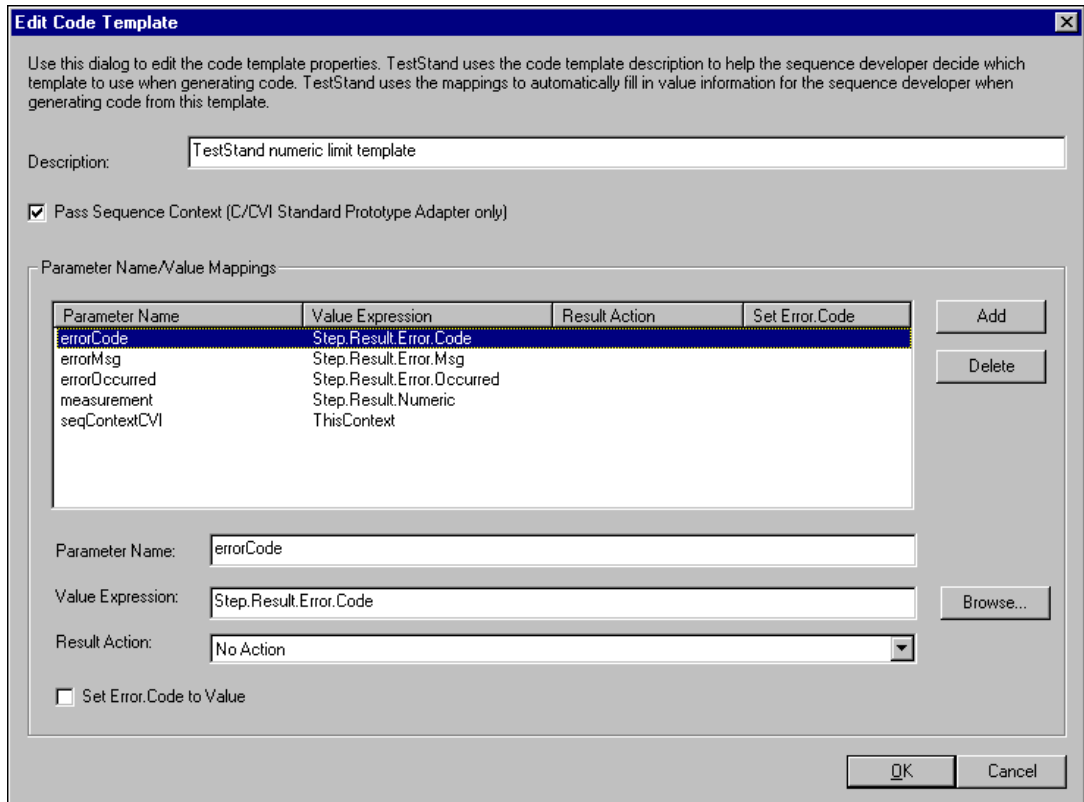 Edit Code Template
Use this dialog to edit the code template properties. TestStand uses the code template description to help the sequence developer decide which
template to use when generating code. TestStand uses the mappings to automatically fill in value information for the sequence developer when
generating code from this template.
Description: TestStand numeric limit template
Pass Sequence Context (C/CVI Standard Prototype Adapter only)
Parameter Name/Value Mappings
Parameter Name Value Expression Result Action Set Error.Code
errorCode Step.Result.Error.Code
errorMsg Step.Result.Error.Msg
errorOccurred Step.Result.Error.Occurred
measurement Step.Result.Numeric
seqContextCVI ThisContext
Add
Delete
Parameter Name: errorCode
Value Expression: Step.Result.Error.Code Browse...
Result Action: No Action
Set Error.Code to Value
OK Cancel